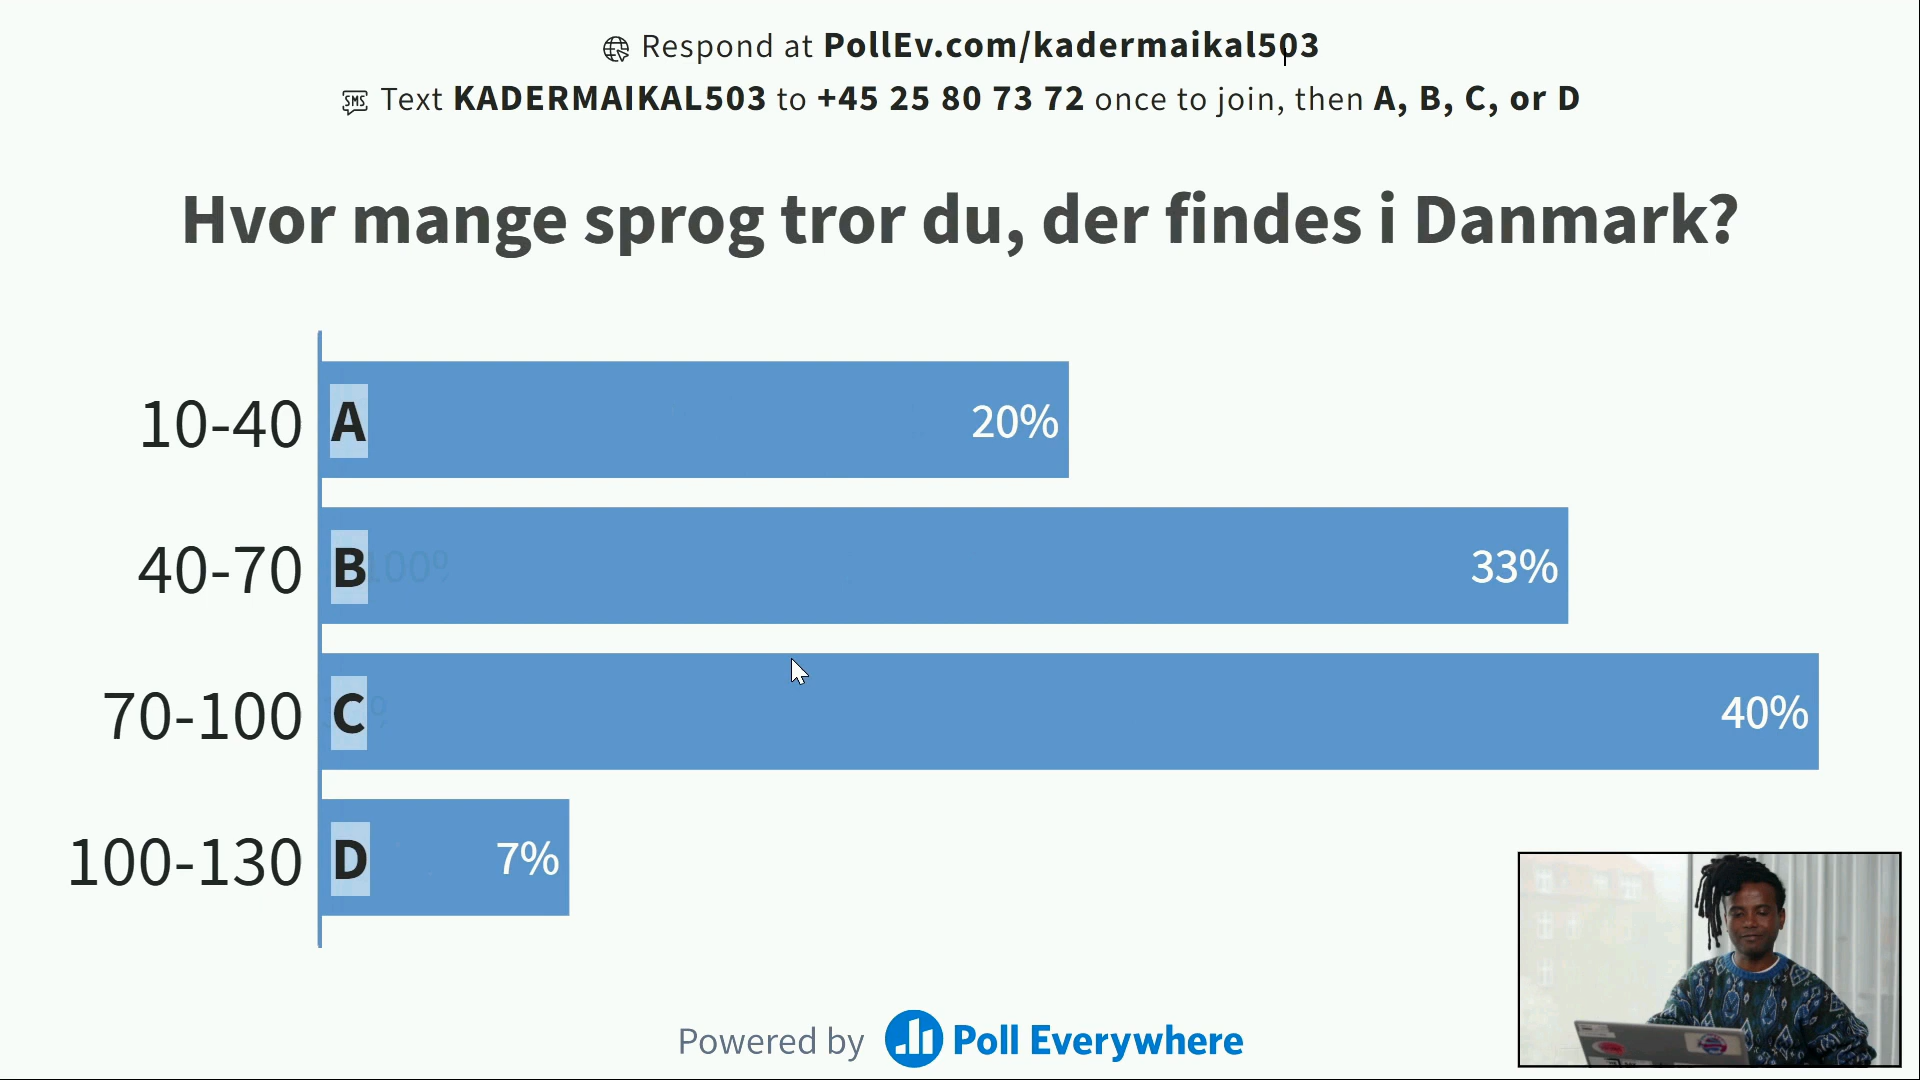 Respond at PollEv.com/kadermaikal503
SMS Text KADERMAIKAL503 to +45 25 80 73 72 once to join, then A, B, C, or D
Hvor mange sprog tror du, der findes i Danmark?
10-40 A 20%
40-70 B 100% 33%
70-100 C 40%
100-130 D 7%
Powered by Poll Everywhere